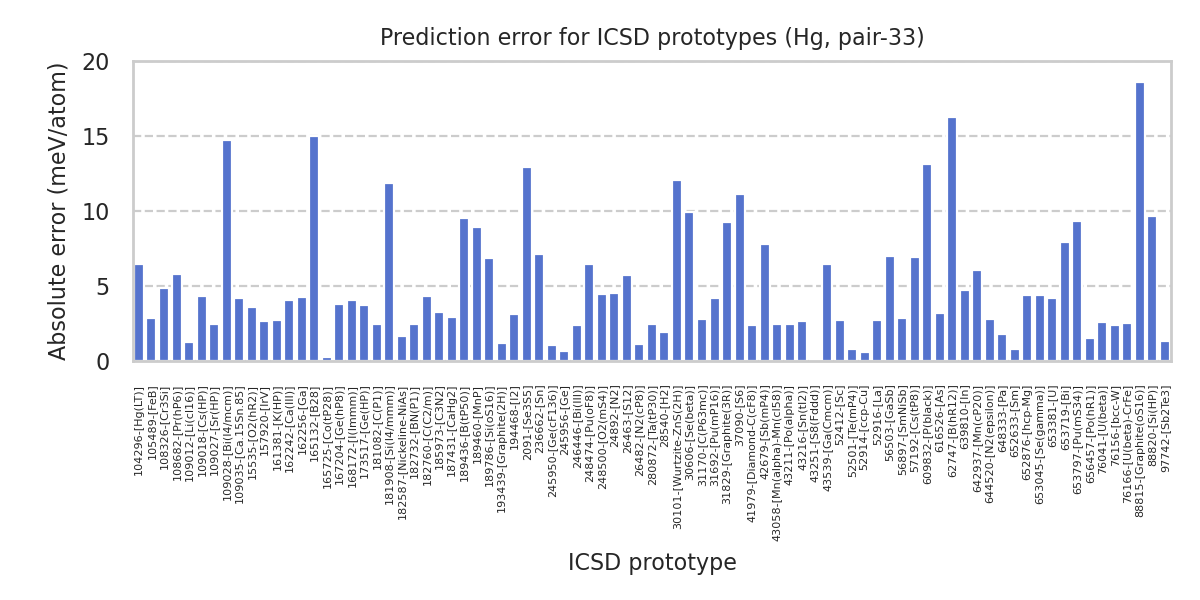 Prediction error for ICSD prototypes (Hg, pair-33)
Absolute error (meV/atom)
20
15
10
5
0
104296-[Hg(LT)]
105489-[FeB]
108326-[Cr3Si]
108682-[Pr(hP6)]
109012-[Li(cI16)]
109018-[Cs(HP)]
109027-[Sr(HP)]
109028-[Bi(I4/mcm)]
109035-[Ca.15Sn.85]
15535-[O2(hR2)]
157920-[IrV]
161381-[K(HP)]
162242-[Ca(III)]
162256-[Ga]
165132-[B28]
165725-[Co(tP28)]
167204-[Ge(hP8)]
168172-[I(Immm)]
173517-[Ge(HP)]
181082-[C(P1)]
181908-[Si(I4/mmm)]
182587-[Nickeline-NiAs]
182732-[BN(P1)]
182760-[C(C2/m)]
185973-[C3N2]
187431-[CaHg2]
189436-[B(tP50)]
189460-[MnP]
189786-[Si(oS16)]
193439-[Graphite(2H)]
194468-[I2]
2091-[Se3S5]
236662-[Sn]
245950-[Ge(cF136)]
245956-[Ge]
246446-[Bi(III)]
248474-[Pu(oF8)]
248500-[O2(mS4)]
24892-[N2]
26463-[S12]
26482-[N2(cP8)]
280872-[Ta(tP30)]
28540-[H2]
30101-[Wurtzite-ZnS(2H)]
30606-[Se(beta)]
31170-[C(P63mc)]
31692-[Pu(mP16)]
31829-[Graphite(3R)]
37090-[S6]
41979-[Diamond-C(cF8)]
42679-[Sb(mP4)]
43058-[Mn(alpha)-Mn(cI58)]
43211-[Po(alpha)]
43216-[Sn(tI2)]
43251-[S8(Fddd)]
43539-[Ga(Cmcm)]
52412-[Sc]
52501-[Te(mP4)]
52914-[ccp-Cu]
52916-[La]
56503-[GaSb]
56897-[SmNiSb]
57192-[Cs(tP8)]
609832-[P(black)]
616526-[As]
62747-[B(hR12)]
639810-[In]
642937-[Mn(cP20)]
644520-[N2(epsilon)]
648333-[Pa]
652633-[Sm]
652876-[hcp-Mg]
653045-[Se(gamma)]
653381-[U]
653719-[Bi]
653797-[Pu(mS34)]
656457-[Po(hR1)]
76041-[U(beta)]
76156-[bcc-W]
76166-[U(beta)-CrFe]
88815-[Graphite(oS16)]
88820-[Si(HP)]
97742-[Sb2Te3]
ICSD prototype